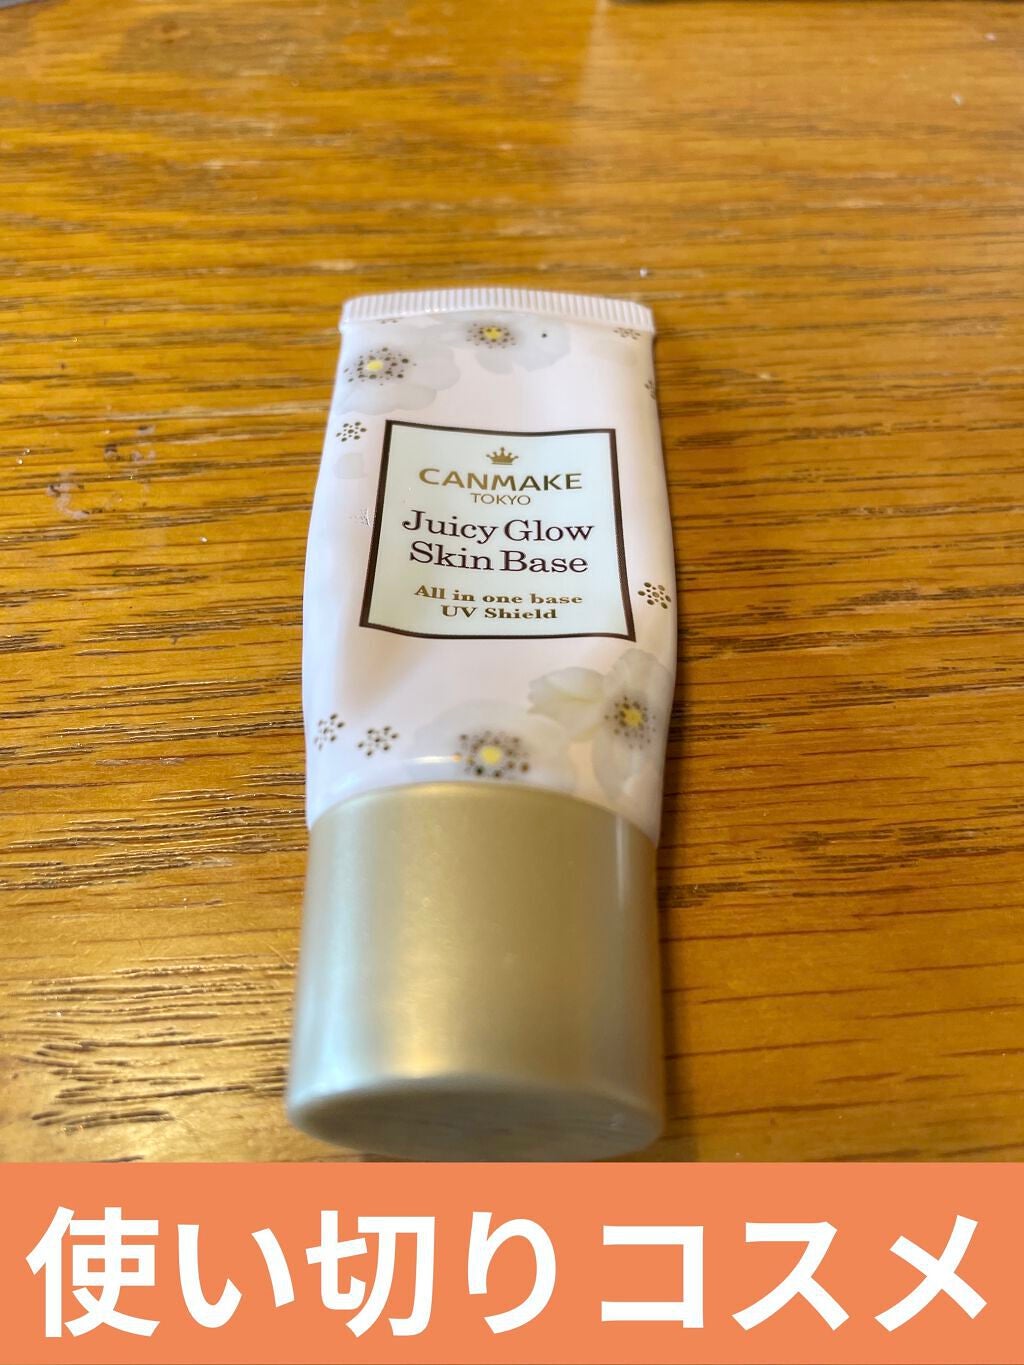 CANMAKE
TOKYO
Juicy Glow
Skin Base
All in one base
UV Shield
使い切りコスメ